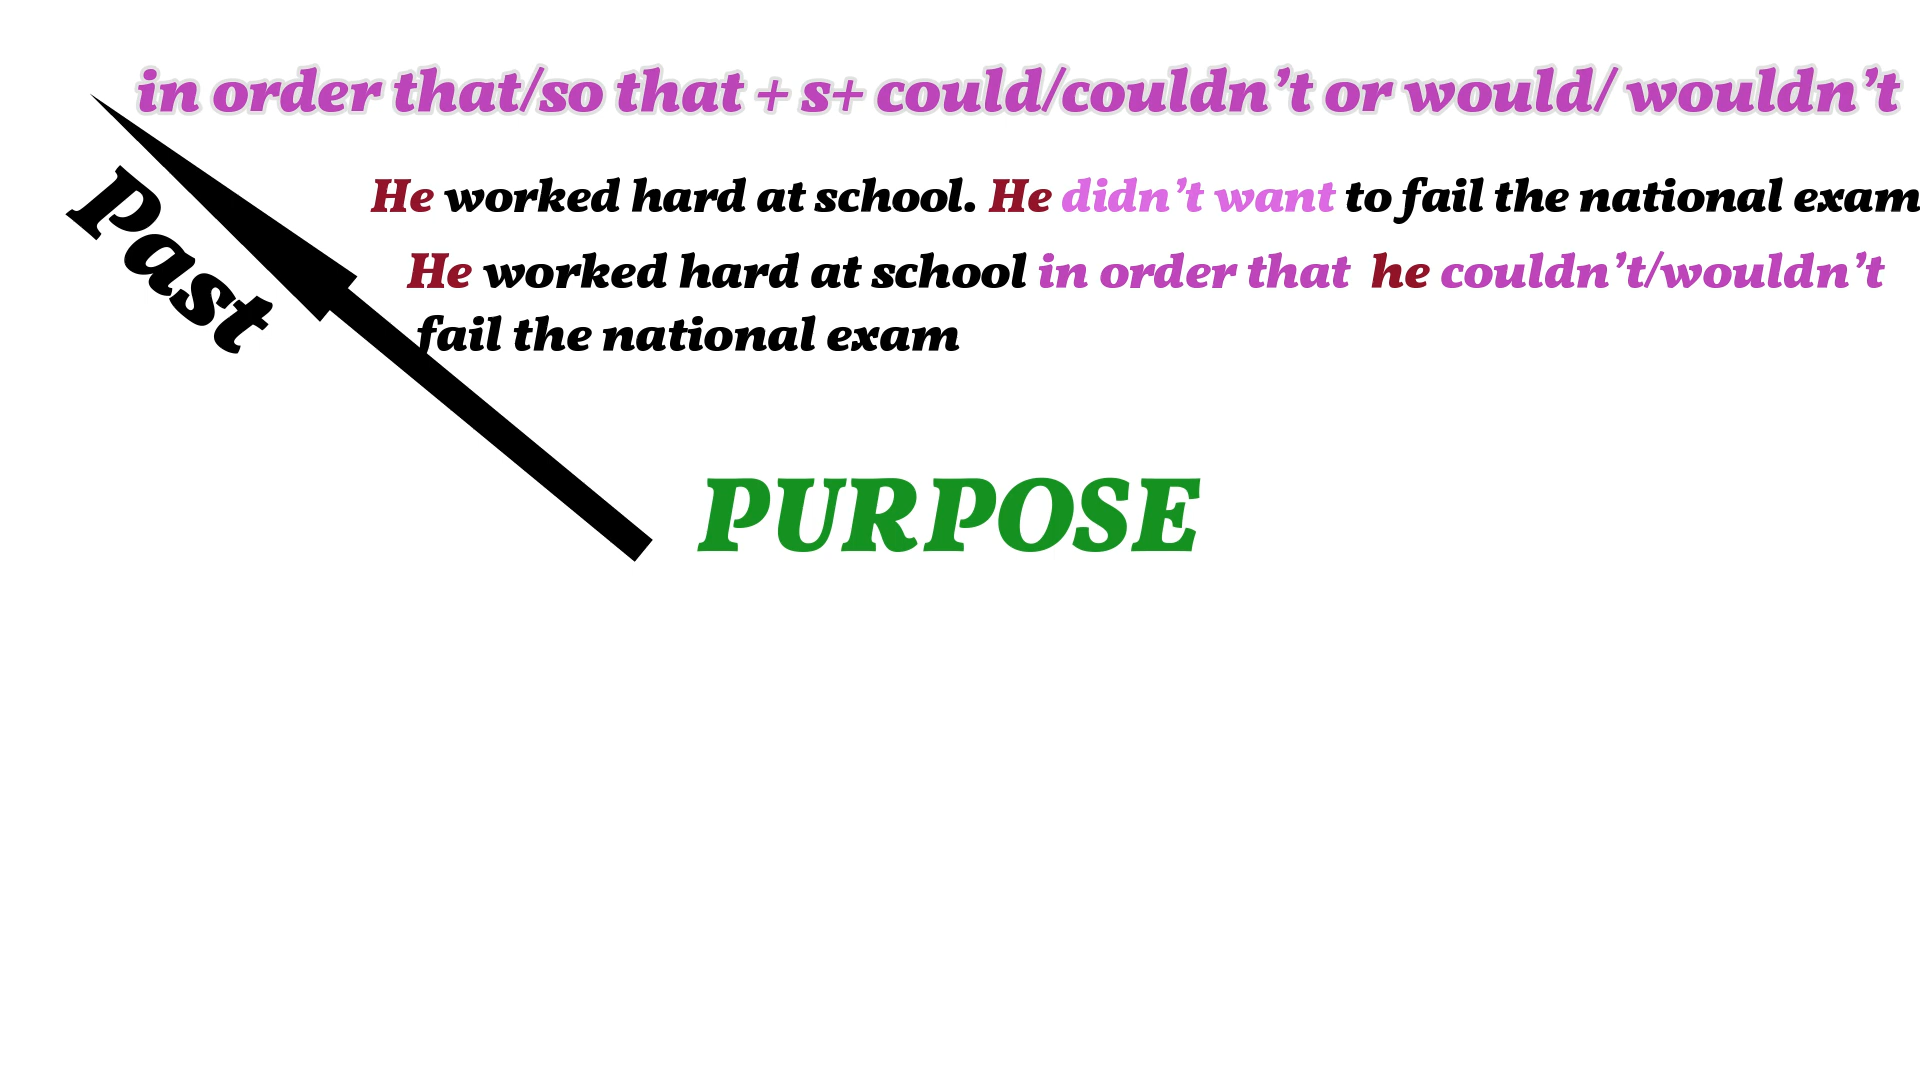 in order that/so that + s+ could/couldn’t or would/ wouldn’t
Past
He worked hard at school. He didn’t want to fail the national exam
He worked hard at school in order that he couldn’t/wouldn’t
fail the national exam
PURPOSE